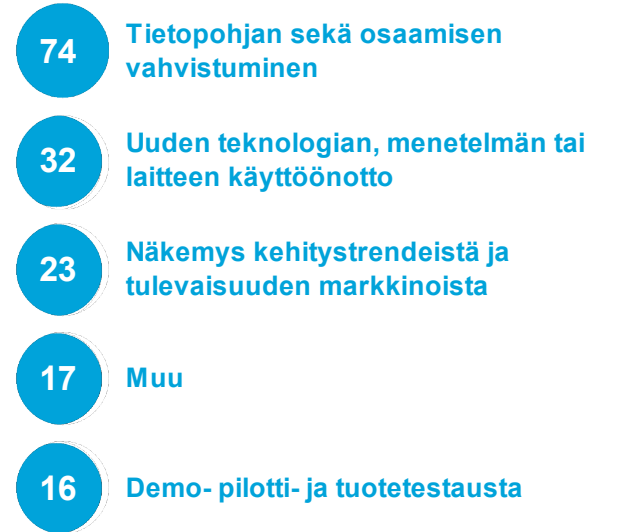 74
Tietopohjan sekä osaamisen
vahvistuminen
32
Uuden teknologian, menetelmän tai
laitteen käyttöönotto
23
Näkemys kehitystrendeistä ja
tulevaisuuden markkinoista
17
Muu
16
Demo- pilotti- ja tuotetestausta